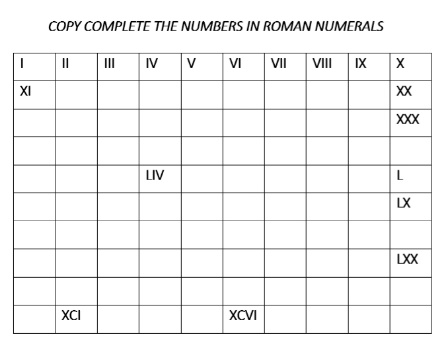 COPY COMPLETE THE NUMBERS IN ROMAN NUMERALS
I II III IV V VI VII VIII IX X
XI XX
XXX
LIV L
LX
LXX
XCI XCVI